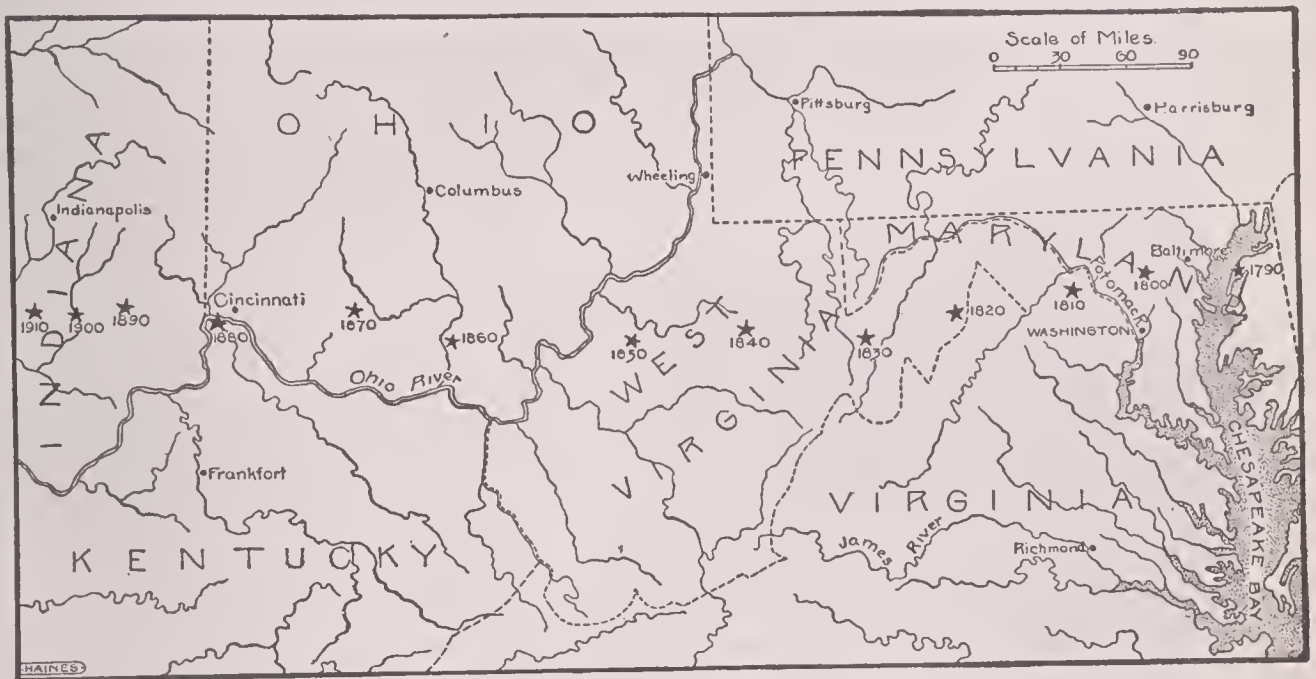 Scale of Miles.
0 30 60 90
OHIO
Pittsburg
Harrisburg
PENNSYLVANIA
Wheeling
Columbus
INDIANA
Indianapolis
MARYLAND
Baltimore
1790
1800
Potomac
1810
WASHINGTON
1820
1830
1840
WEST
VIRGINIA
1850
1860
1870
Cincinnati
1880
1890
1900
1910
Ohio River
Frankfort
KENTUCKY
VIRGINIA
James River
Richmond
CHESAPEAKE BAY
HAINES